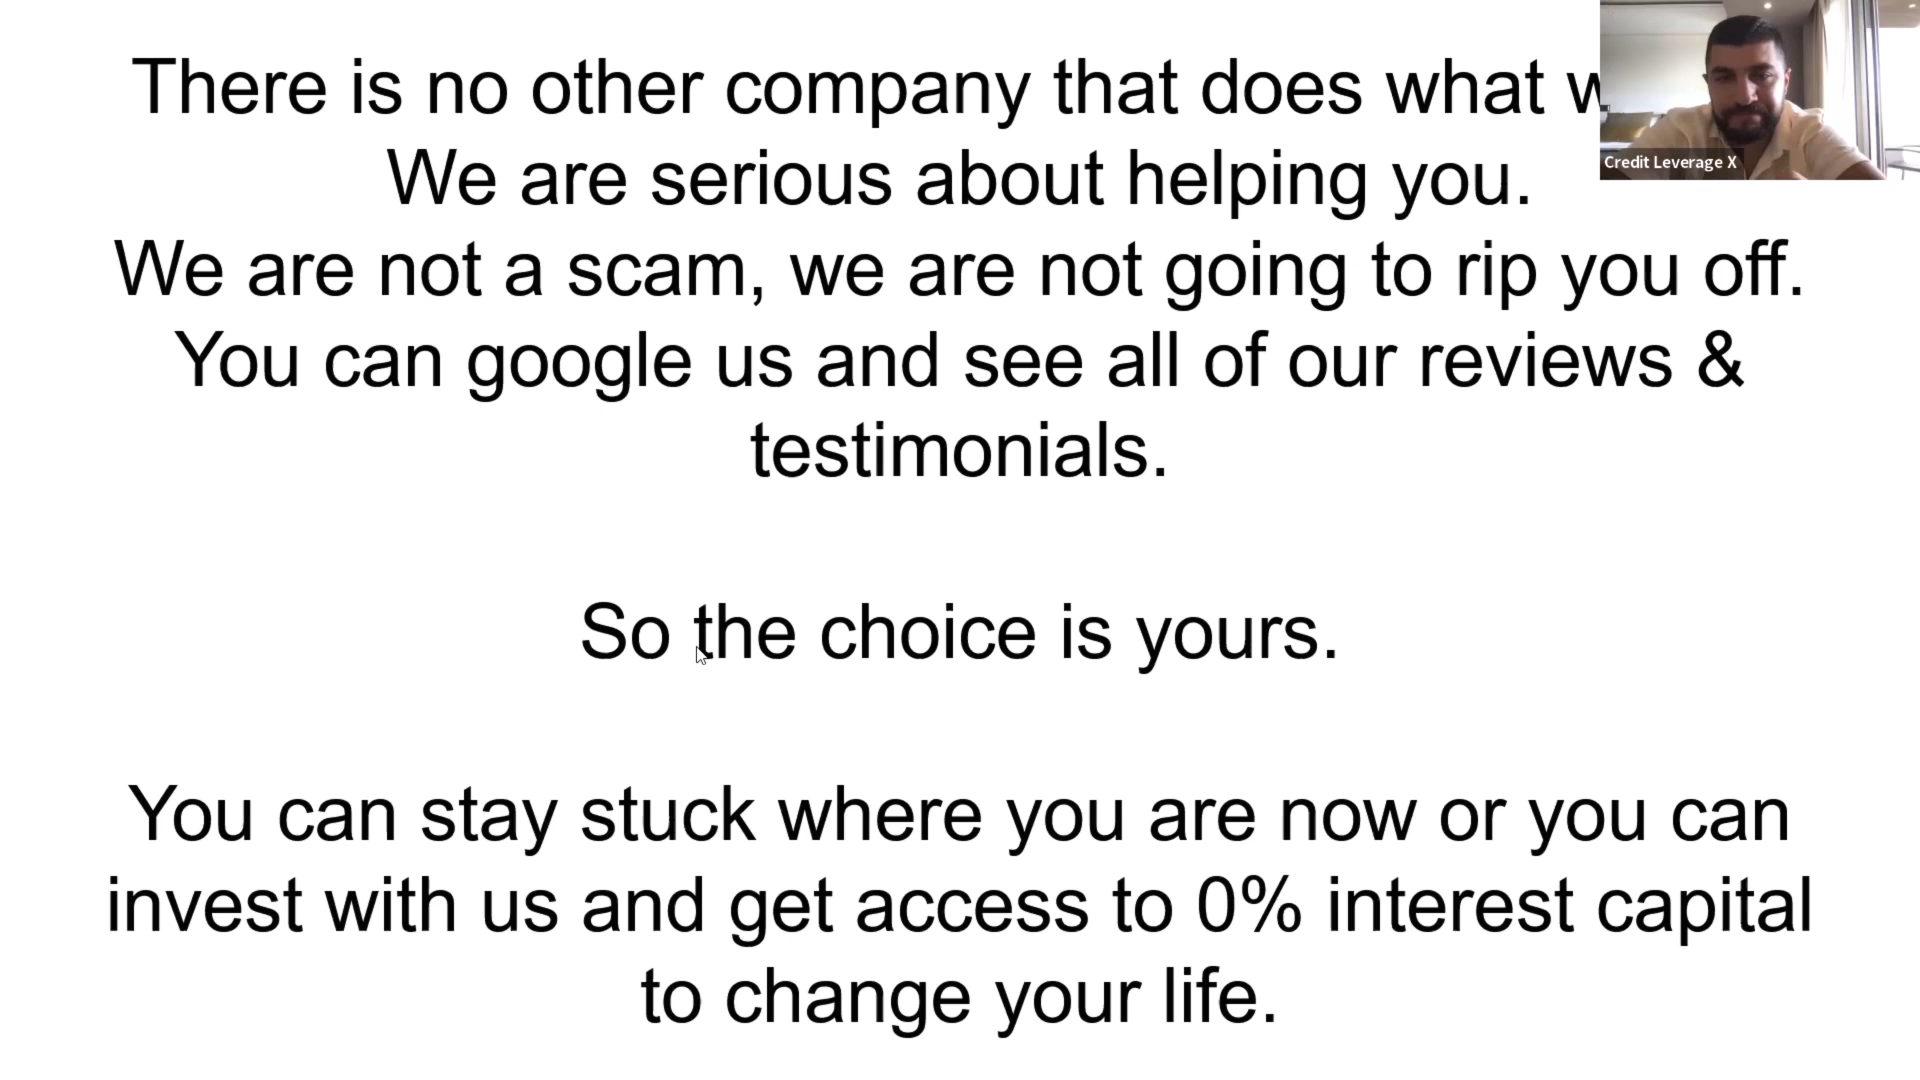 There is no other company that does what
We are serious about helping you.
We are not a scam, we are not going to rip you off.
You can google us and see all of our reviews &
testimonials.
So the choice is yours.
You can stay stuck where you are now or you can
invest with us and get access to 0% interest capital
to change your life.
Credit Leverage X